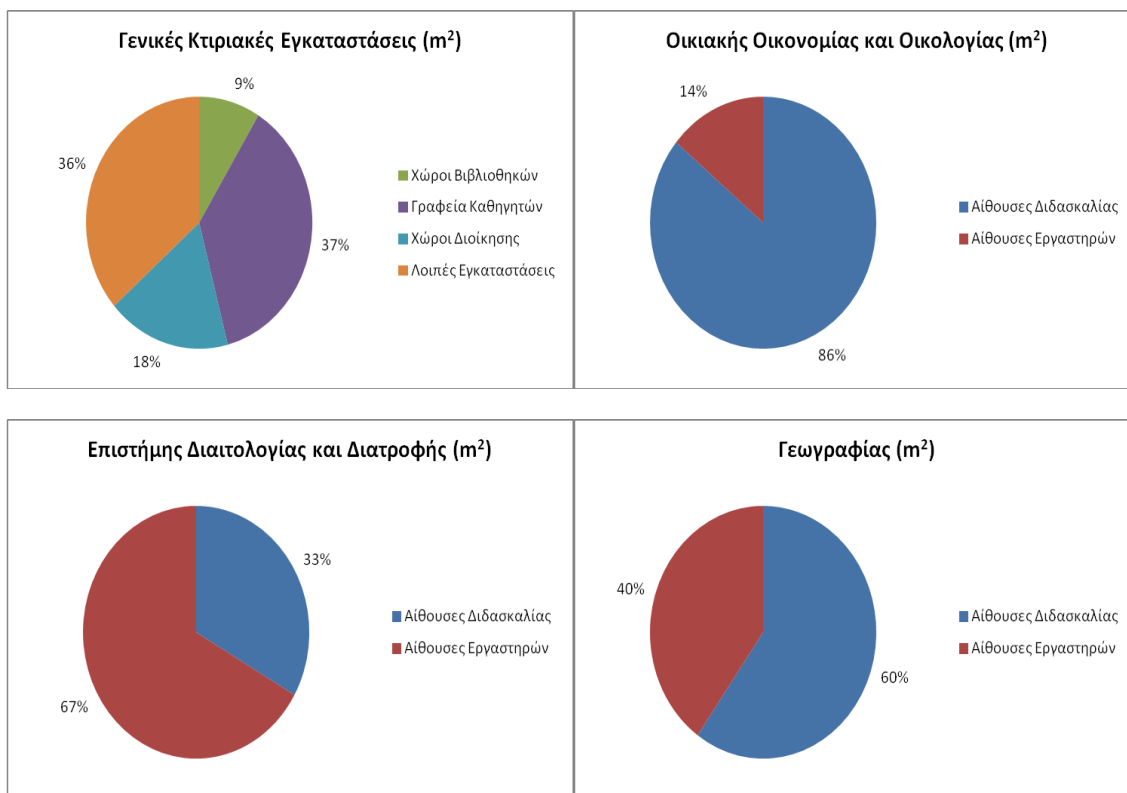 Γενικές Κτιριακές Εγκαταστάσεις (m²)
9%
36%
37%
18%
Χώροι Βιβλιοθηκών
Γραφεία Καθηγητών
Χώροι Διοίκησης
Λοιπές Εγκαταστάσεις
Οικιακής Οικονομίας και Οικολογίας (m²)
14%
86%
Αίθουσες Διδασκαλίας
Αίθουσες Εργαστηρών
Επιστήμης Διαιτολογίας και Διατροφής (m²)
33%
67%
Αίθουσες Διδασκαλίας
Αίθουσες Εργαστηρών
Γεωγραφίας (m²)
40%
60%
Αίθουσες Διδασκαλίας
Αίθουσες Εργαστηρών